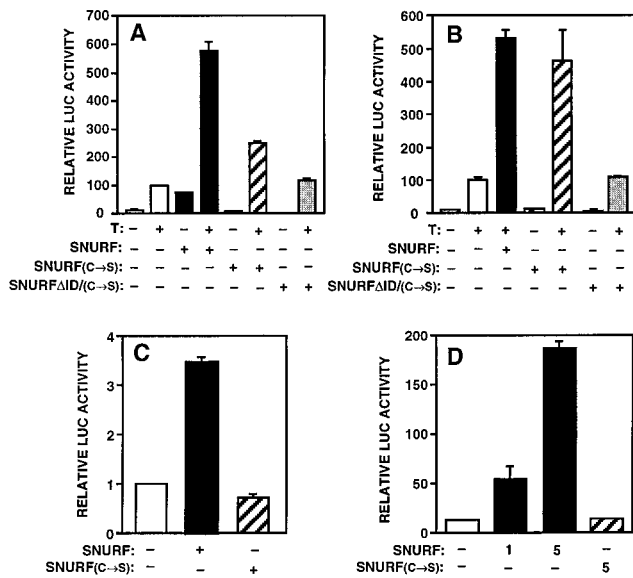 A
RELATIVE LUC ACTIVITY
700
600
500
400
300
200
100
0
T: – + – + – + – +
SNURF: – – + + – – – –
SNURF(C→S): – – – – + + – –
SNURFΔID/(C→S): – – – – – – + +
B
RELATIVE LUC ACTIVITY
600
500
400
300
200
100
0
T: – + + – + – +
SNURF: – – + – – – –
SNURF(C→S): – – – + + – –
SNURFΔID/(C→S): – – – – – + +
C
RELATIVE LUC ACTIVITY
4
3
2
1
0
SNURF: – + –
SNURF(C→S): – – +
D
RELATIVE LUC ACTIVITY
200
150
100
50
0
SNURF: – 1 5 –
SNURF(C→S): – – – 5